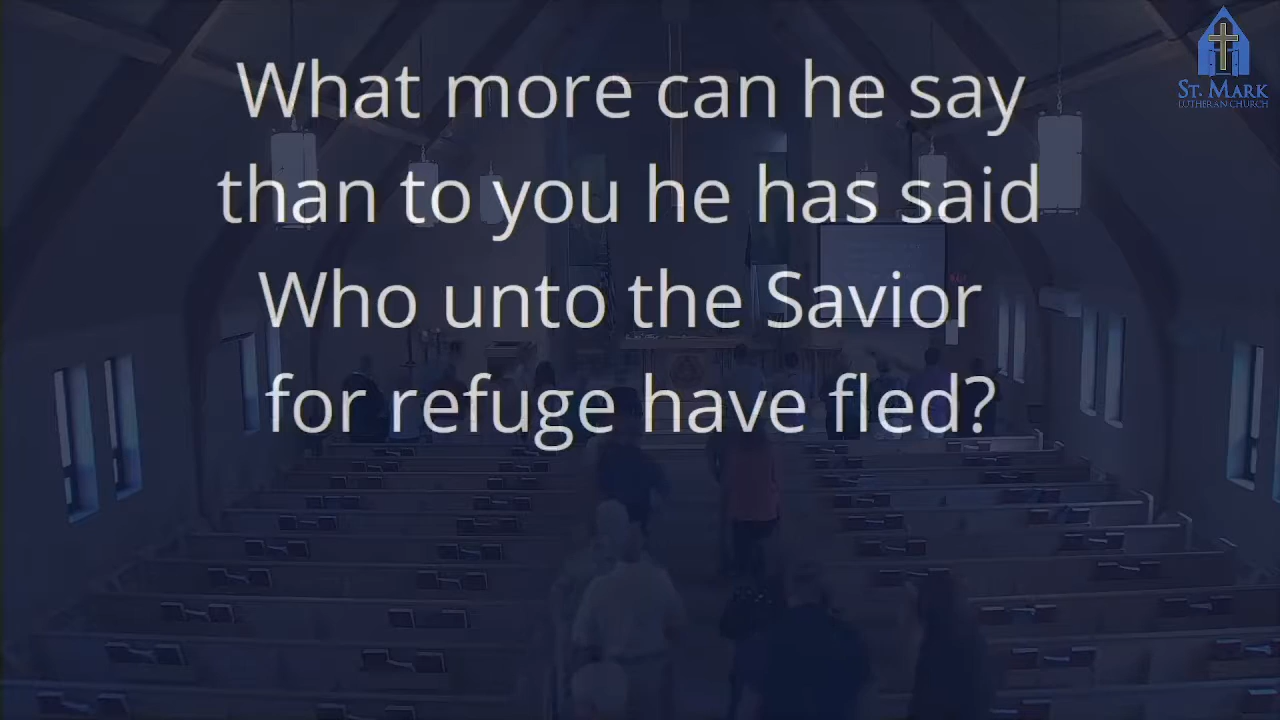 What more can he say
than to you he has said
Who unto the Savior
for refuge have fled?
St. Mark
Lutheran Church